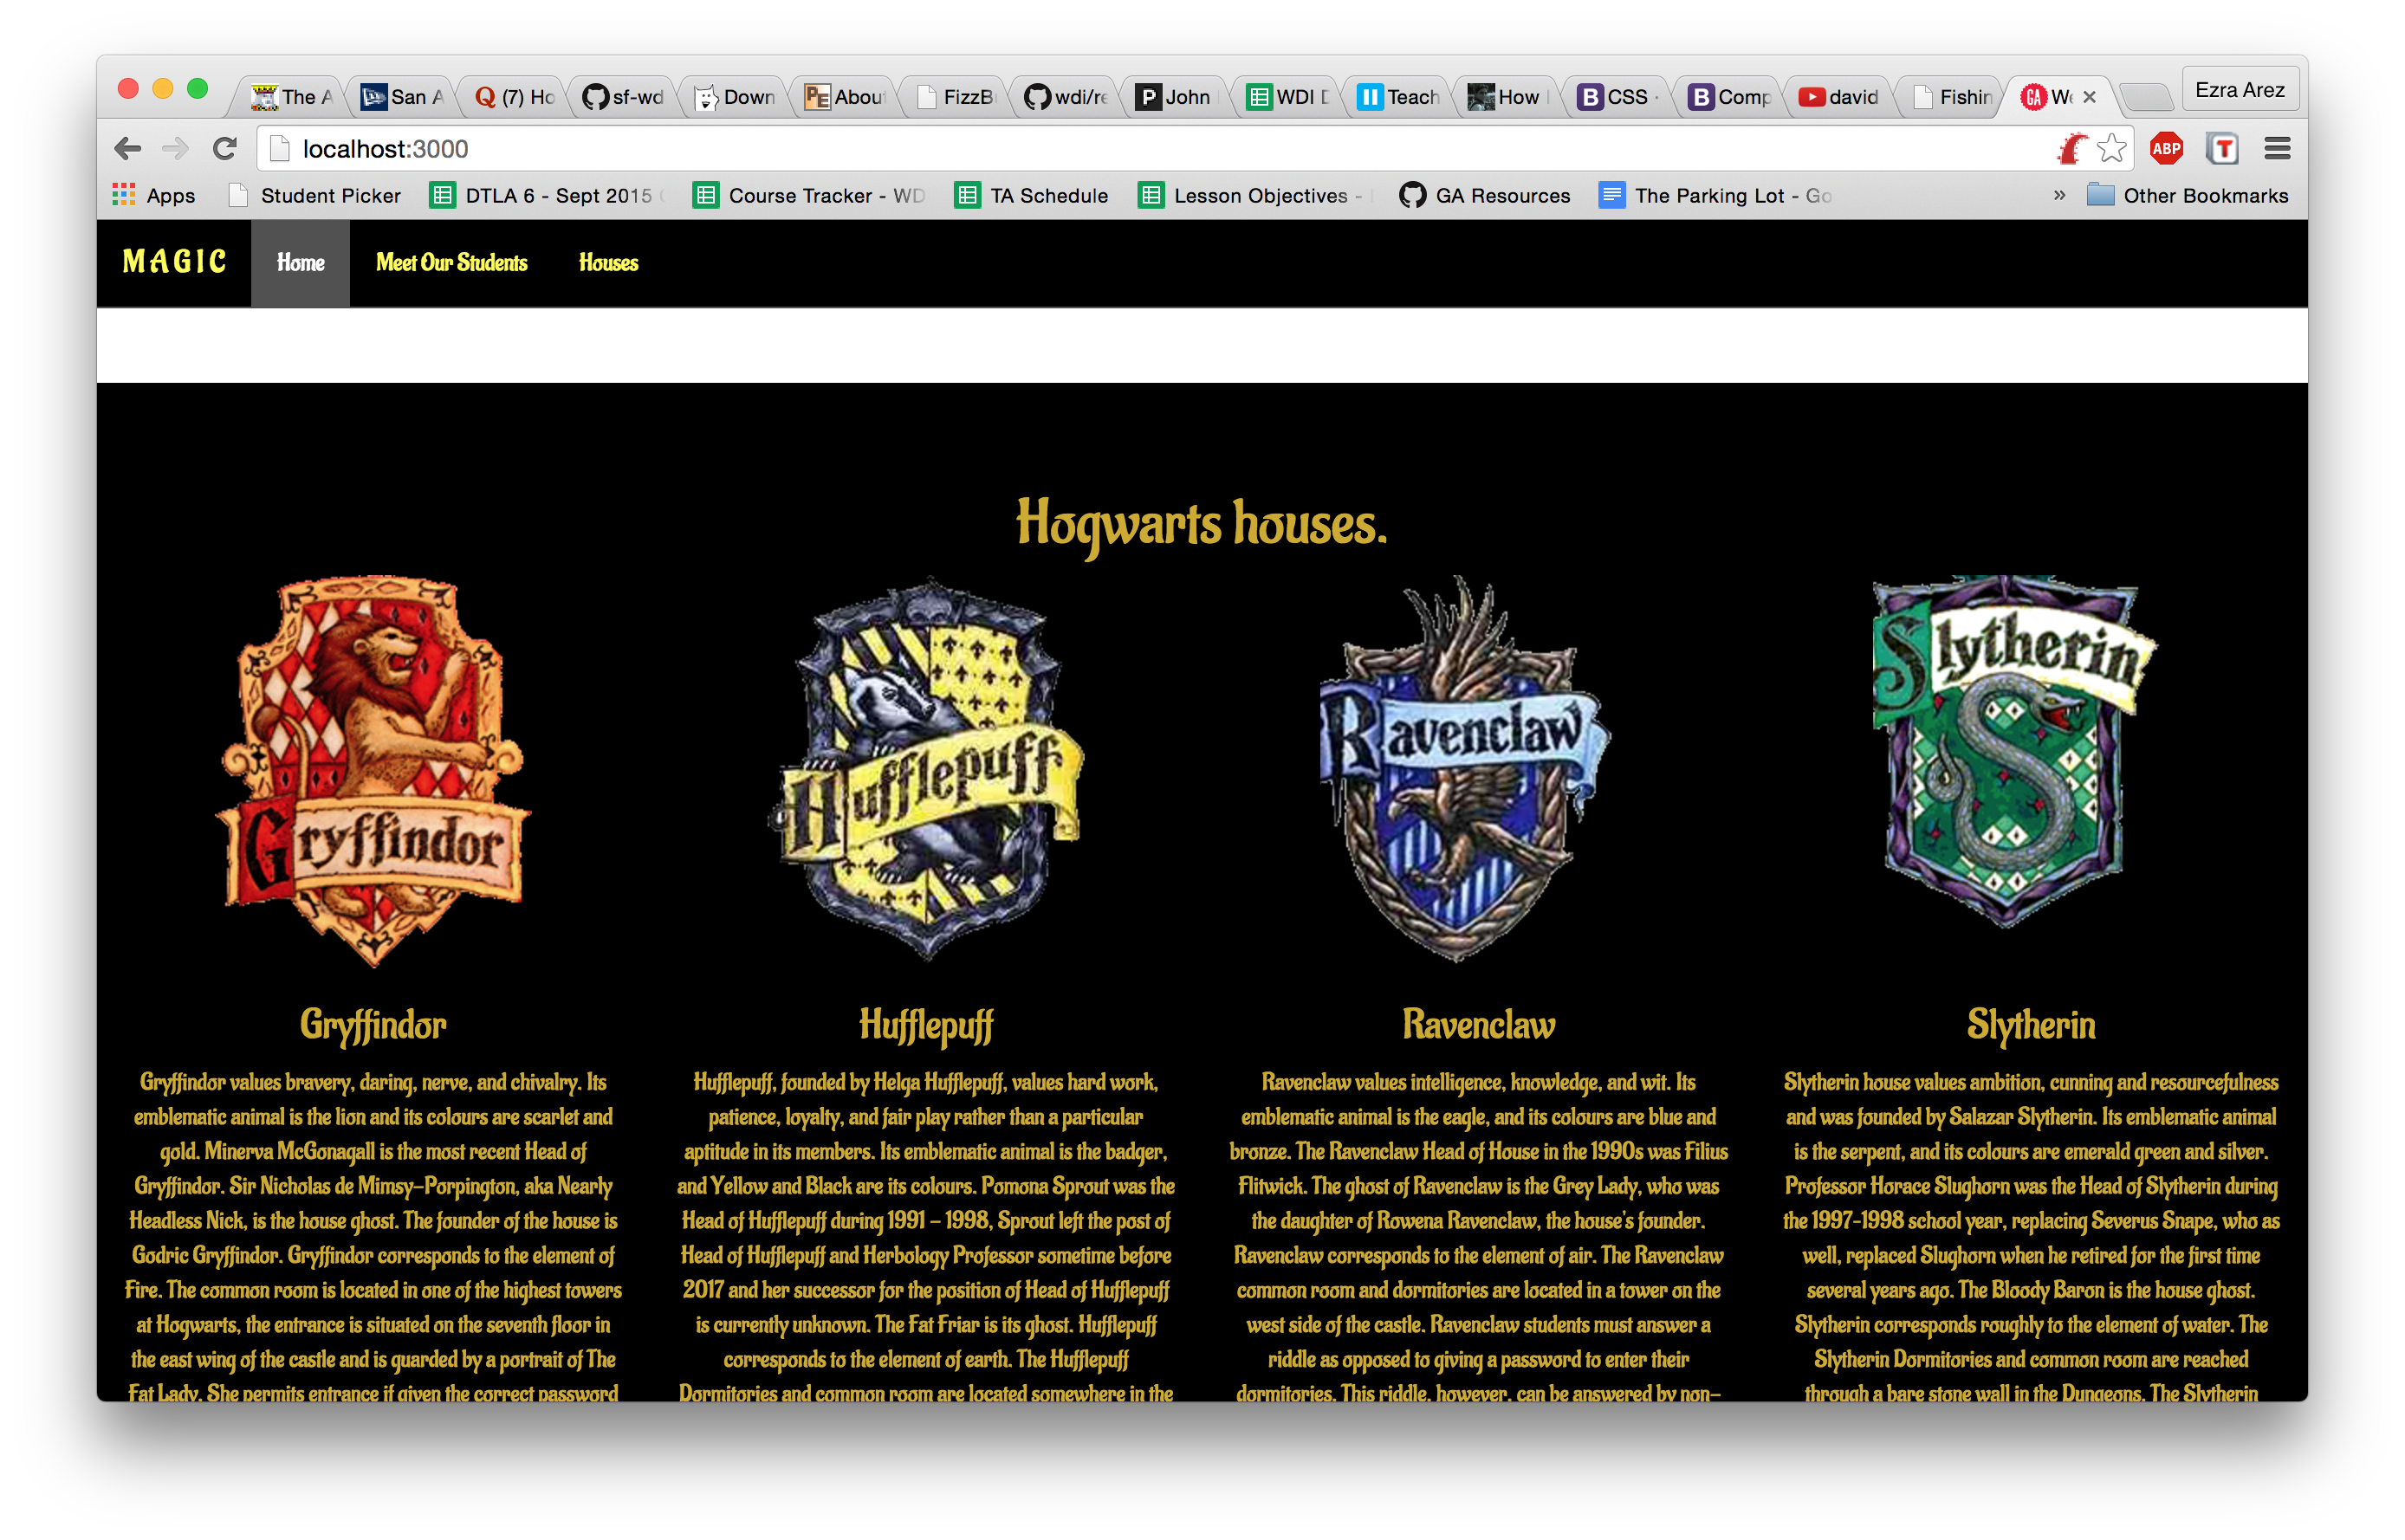 The A San A (7) Ho sf-wd Down About FizzB wdi/re John WDI D Teach How CSS · Comp david Fishin We Ezra Arez
localhost:3000 ABP
Apps Student Picker DTLA 6 - Sept 2015 Course Tracker - WD TA Schedule Lesson Objectives - GA Resources The Parking Lot - Go » Other Bookmarks
MAGIC Home Meet Our Students Houses
Hogwarts houses.
Gryffindor
Hufflepuff
Ravenclaw
Slytherin
Gryffindor
Gryffindor values bravery, daring, nerve, and chivalry. Its
emblematic animal is the lion and its colours are scarlet and
gold. Minerva McGonagall is the most recent Head of
Gryffindor. Sir Nicholas de Mimsy-Porpington, aka Nearly
Headless Nick, is the house ghost. The founder of the house is
Godric Gryffindor. Gryffindor corresponds to the element of
Fire. The common room is located in one of the highest towers
at Hogwarts, the entrance is situated on the seventh floor in
the east wing of the castle and is guarded by a portrait of The
Fat Lady. She permits entrance if given the correct password
Hufflepuff
Hufflepuff, founded by Helga Hufflepuff, values hard work,
patience, loyalty, and fair play rather than a particular
aptitude in its members. Its emblematic animal is the badger,
and Yellow and Black are its colours. Pomona Sprout was the
Head of Hufflepuff during 1991 - 1998, Sprout left the post of
Head of Hufflepuff and Herbology Professor sometime before
2017 and her successor for the position of Head of Hufflepuff
is currently unknown. The Fat Friar is its ghost. Hufflepuff
corresponds to the element of earth. The Hufflepuff
Dormitories and common room are located somewhere in the
Ravenclaw
Ravenclaw values intelligence, knowledge, and wit. Its
emblematic animal is the eagle, and its colours are blue and
bronze. The Ravenclaw Head of House in the 1990s was Filius
Flitwick. The ghost of Ravenclaw is the Grey Lady, who was
the daughter of Rowena Ravenclaw, the house's founder.
Ravenclaw corresponds to the element of air. The Ravenclaw
common room and dormitories are located in a tower on the
west side of the castle. Ravenclaw students must answer a
riddle as opposed to giving a password to enter their
dormitories. This riddle, however, can be answered by non-
Slytherin
Slytherin house values ambition, cunning and resourcefulness
and was founded by Salazar Slytherin. Its emblematic animal
is the serpent, and its colours are emerald green and silver.
Professor Horace Slughorn was the Head of Slytherin during
the 1997-1998 school year, replacing Severus Snape, who as
well, replaced Slughorn when he retired for the first time
several years ago. The Bloody Baron is the house ghost.
Slytherin corresponds roughly to the element of water. The
Slytherin Dormitories and common room are reached
through a bare stone wall in the Dungeons. The Slytherin